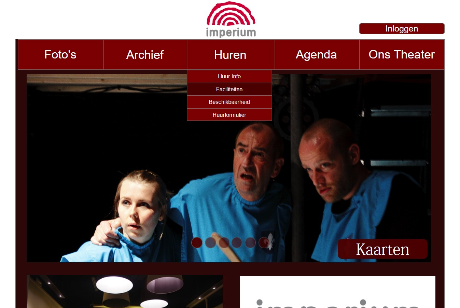 imperium
Inloggen
Foto's
Archief
Huren
Agenda
Ons Theater
Huur Info
Faciliteiten
Beschikbaarheid
Huurformulier
Kaarten
imperium